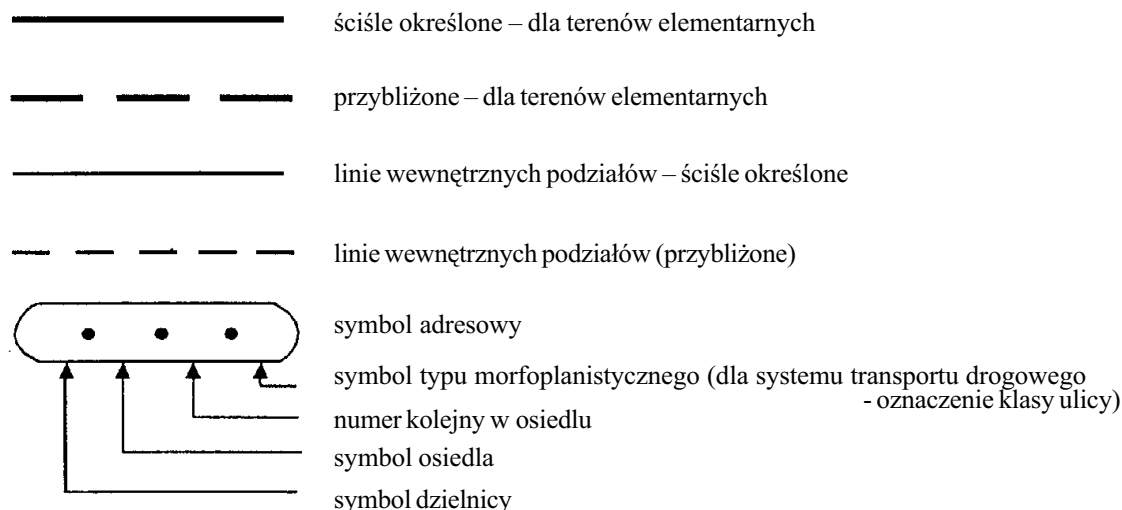 ściśle określone – dla terenów elementarnych
przybliżone – dla terenów elementarnych
linie wewnętrznych podziałów – ściśle określone
linie wewnętrznych podziałów (przybliżone)
symbol adresowy
symbol typu morfoplanistycznego (dla systemu transportu drogowego
- oznaczenie klasy ulicy)
numer kolejny w osiedlu
symbol osiedla
symbol dzielnicy